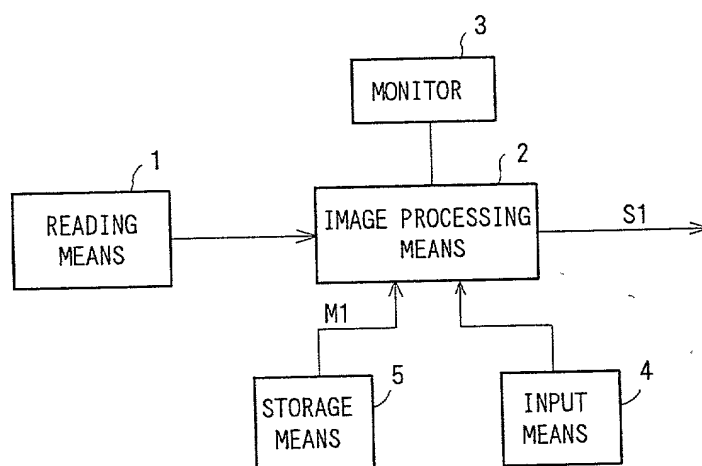 3
MONITOR
1
2
READING
MEANS
IMAGE PROCESSING
MEANS
S1
M1
5
4
STORAGE
MEANS
INPUT
MEANS